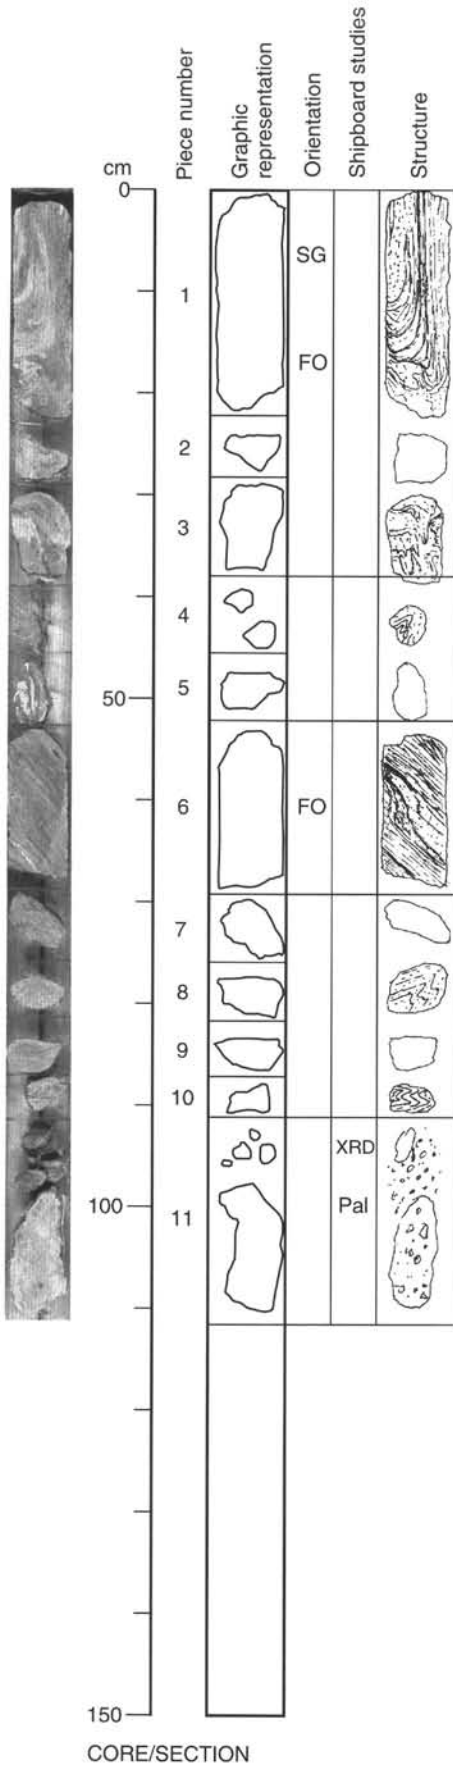 cm
Piece number
Graphic
representation
Orientation
Shipboard studies
Structure
0
SG
1
FO
2
3
4
50
5
6
FO
7
8
9
10
XRD
100
Pal
11
150
CORE/SECTION